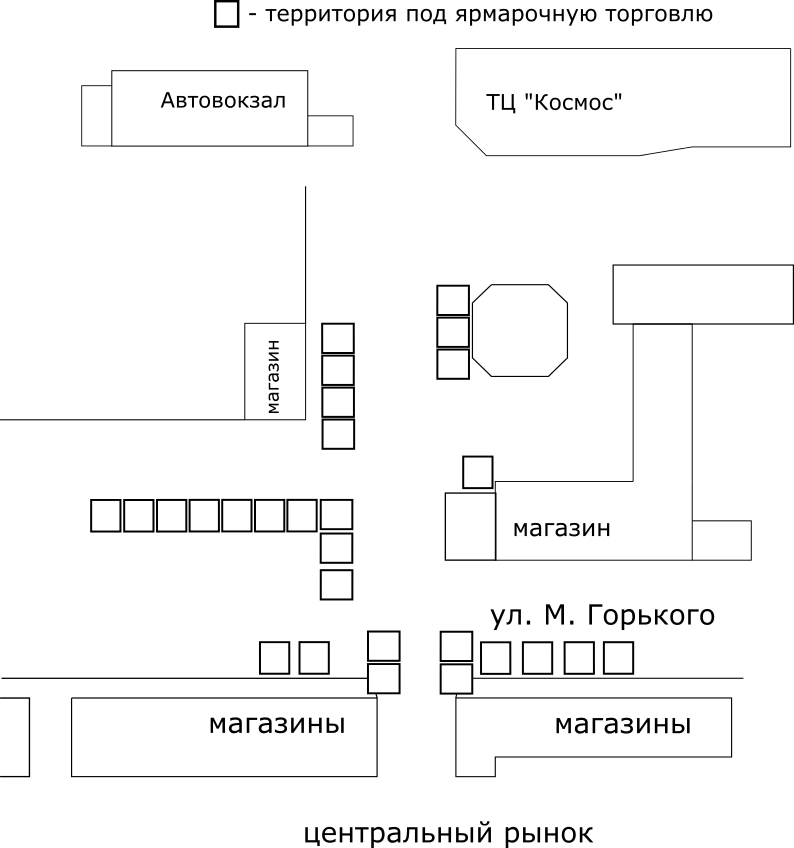 - территория под ярмарочную торговлю
Автовокзал
ТЦ "Космос"
магазин
магазин
ул. М. Горького
магазины
магазины
центральный рынок